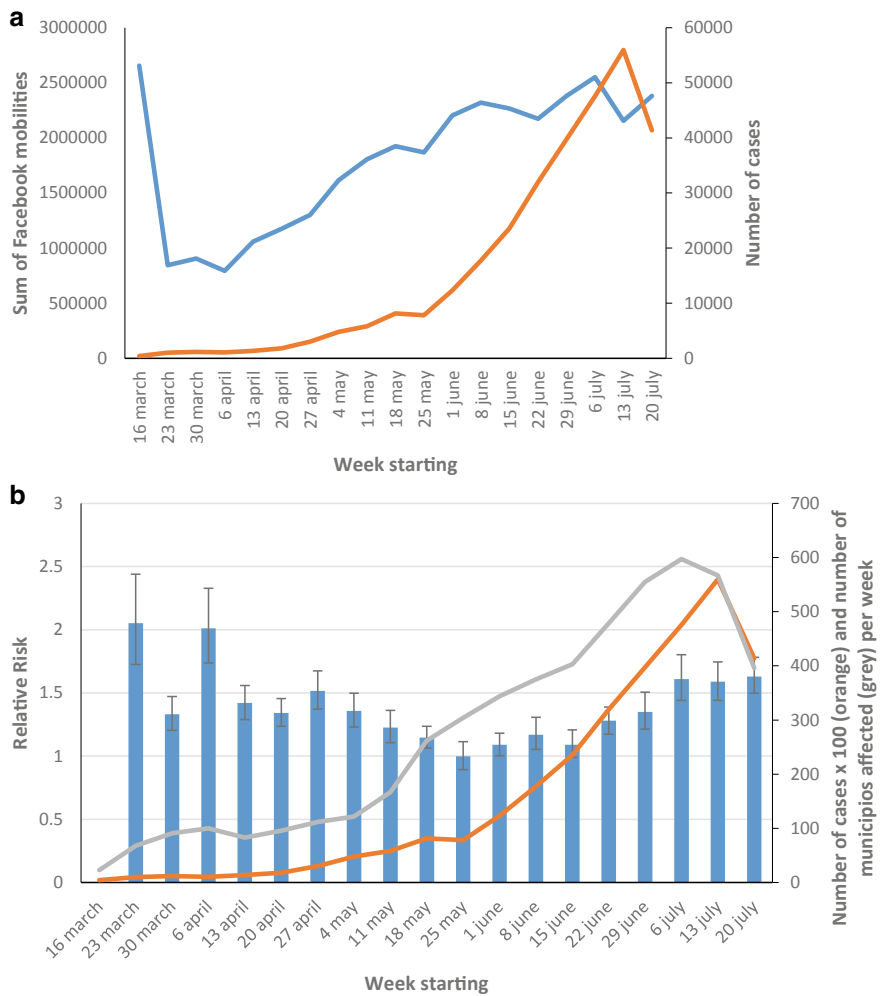 a
3000000
2500000
2000000
1500000
1000000
500000
0
Sum of Facebook mobilities
60000
50000
40000
30000
20000
10000
0
Number of cases
16 march
23 march
30 march
6 april
13 april
20 april
27 april
4 may
11 may
18 may
25 may
1 june
8 june
15 june
22 june
29 june
6 july
13 july
20 july
Week starting
b
3
2.5
2
1.5
1
0.5
0
Relative Risk
700
600
500
400
300
200
100
0
Number of cases x 100 (orange) and number of
municipios affected (grey) per week
16 march
23 march
30 march
6 april
13 april
20 april
27 april
4 may
11 may
18 may
25 may
1 june
8 june
15 june
22 june
29 june
6 july
13 july
20 july
Week starting